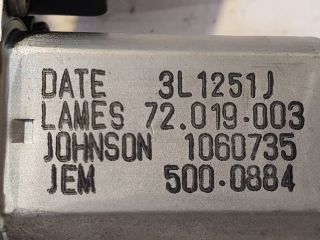 DATE 3L1251J
LAMES 72.019-003
JOHNSON 1060735
JEM 500.0884